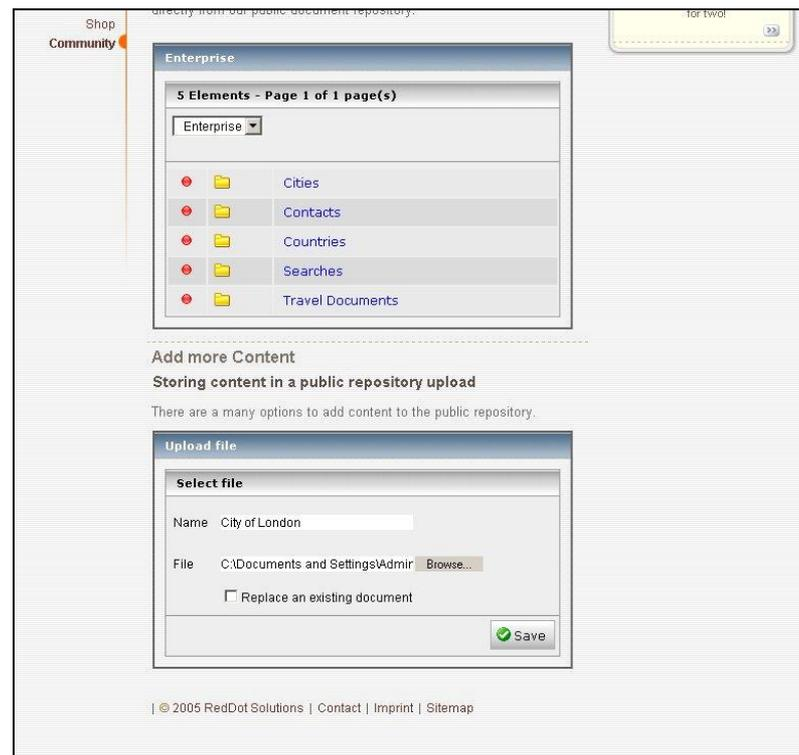 directly from our public document repository.
for two!
Shop
Community
Enterprise
5 Elements - Page 1 of 1 page(s)
Enterprise
Cities
Contacts
Countries
Searches
Travel Documents
Add more Content
Storing content in a public repository upload
There are a many options to add content to the public repository.
Upload file
Select file
Name City of London
File C:\Documents and Settings\Admir Browse...
Replace an existing document
Save
| © 2005 RedDot Solutions | Contact | Imprint | Sitemap